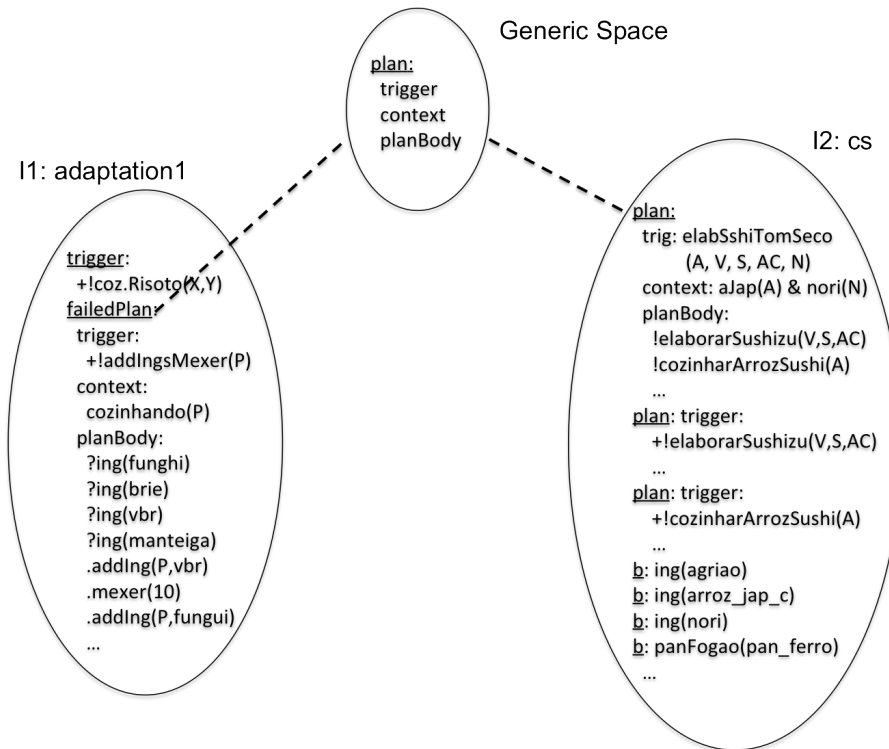 Generic Space
plan:
trigger
context
planBody
I1: adaptation1
trigger:
+!coz.Risoto(X,Y)
failedPlan:
trigger:
+!addIngsMexer(P)
context:
cozinhando(P)
planBody:
?ing(funghi)
?ing(brie)
?ing(vbr)
?ing(manteiga)
.addIng(P,vbr)
.mexer(10)
.addIng(P,fungui)
...
I2: cs
plan:
trig: elabSshiTomSeco
(A, V, S, AC, N)
context: aJap(A) & nori(N)
planBody:
!elaborarSushizu(V,S,AC)
!cozinharArrozSushi(A)
...
plan: trigger:
+!elaborarSushizu(V,S,AC)
...
plan: trigger:
+!cozinharArrozSushi(A)
...
b: ing(agriao)
b: ing(arroz_jap_c)
b: ing(nori)
b: panFogao(pan_ferro)
...